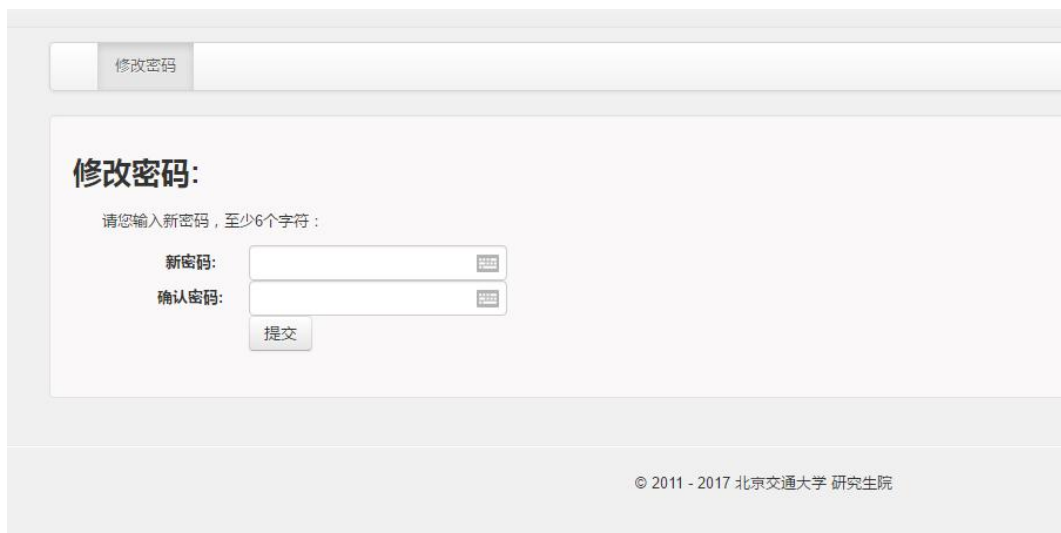 修改密码
修改密码:
请您输入新密码，至少6个字符：
新密码:
确认密码:
提交
© 2011 - 2017 北京交通大学 研究生院